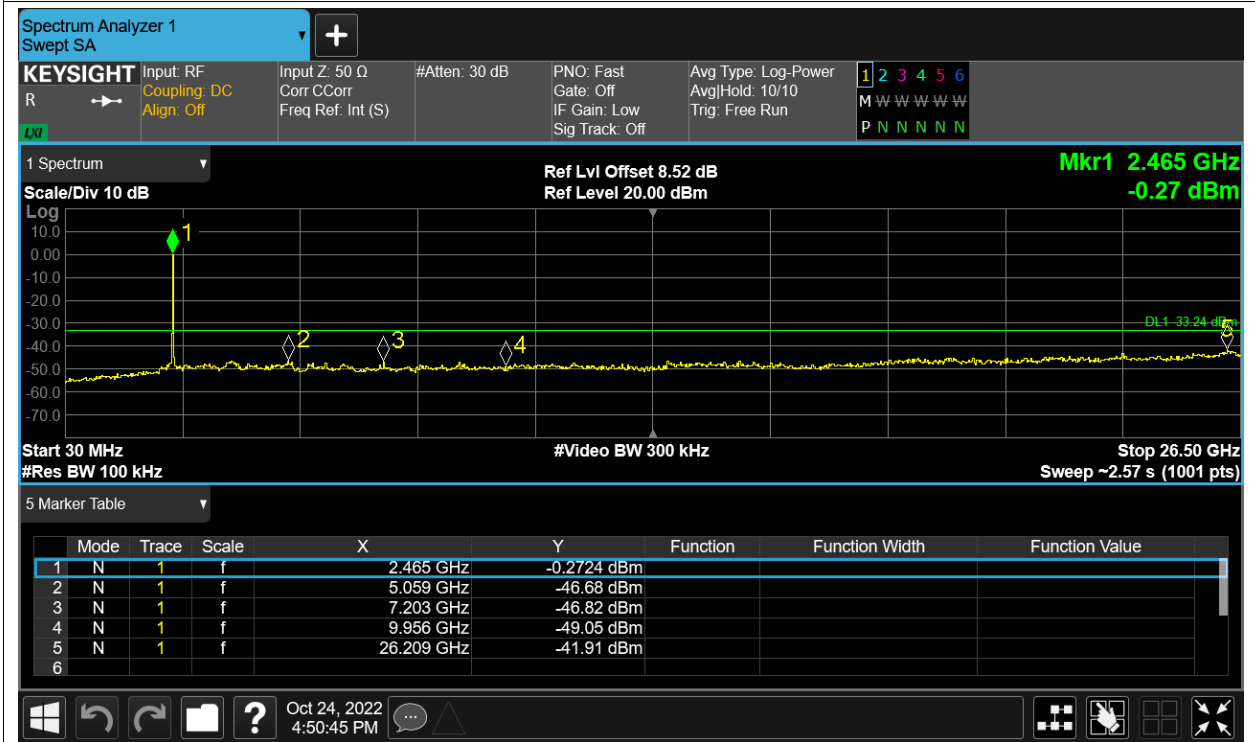 Spectrum Analyzer 1
Swept SA
KEYSIGHT
R
LXI
Input: RF
Coupling: DC
Align: Off
Input Z: 50 Ω
Corr CCorr
Freq Ref: Int (S)
#Atten: 30 dB
PNO: Fast
Gate: Off
IF Gain: Low
Sig Track: Off
Avg Type: Log-Power
Avg|Hold: 10/10
Trig: Free Run
1 2 3 4 5 6
M W W W W W
P N N N N N
1 Spectrum
Scale/Div 10 dB
Ref Lvl Offset 8.52 dB
Ref Level 20.00 dBm
Mkr1 2.465 GHz
-0.27 dBm
Log
10.0
0.00
-10.0
-20.0
-30.0
-40.0
-50.0
-60.0
-70.0
1
2
3
4
5
DL1 -33.24 dBm
Start 30 MHz
#Res BW 100 kHz
#Video BW 300 kHz
Stop 26.50 GHz
Sweep ~2.57 s (1001 pts)
5 Marker Table
Mode Trace Scale X Y Function Function Width Function Value
1 N 1 f 2.465 GHz -0.2724 dBm
2 N 1 f 5.059 GHz -46.68 dBm
3 N 1 f 7.203 GHz -46.82 dBm
4 N 1 f 9.956 GHz -49.05 dBm
5 N 1 f 26.209 GHz -41.91 dBm
6
?
Oct 24, 2022
4:50:45 PM